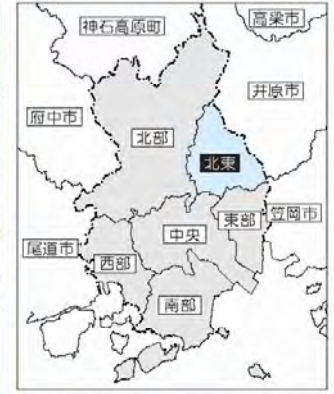 神石高原町
高梁市
井原市
府中市
北部
北東
笠岡市
東部
中央
尾道市
西部
南部